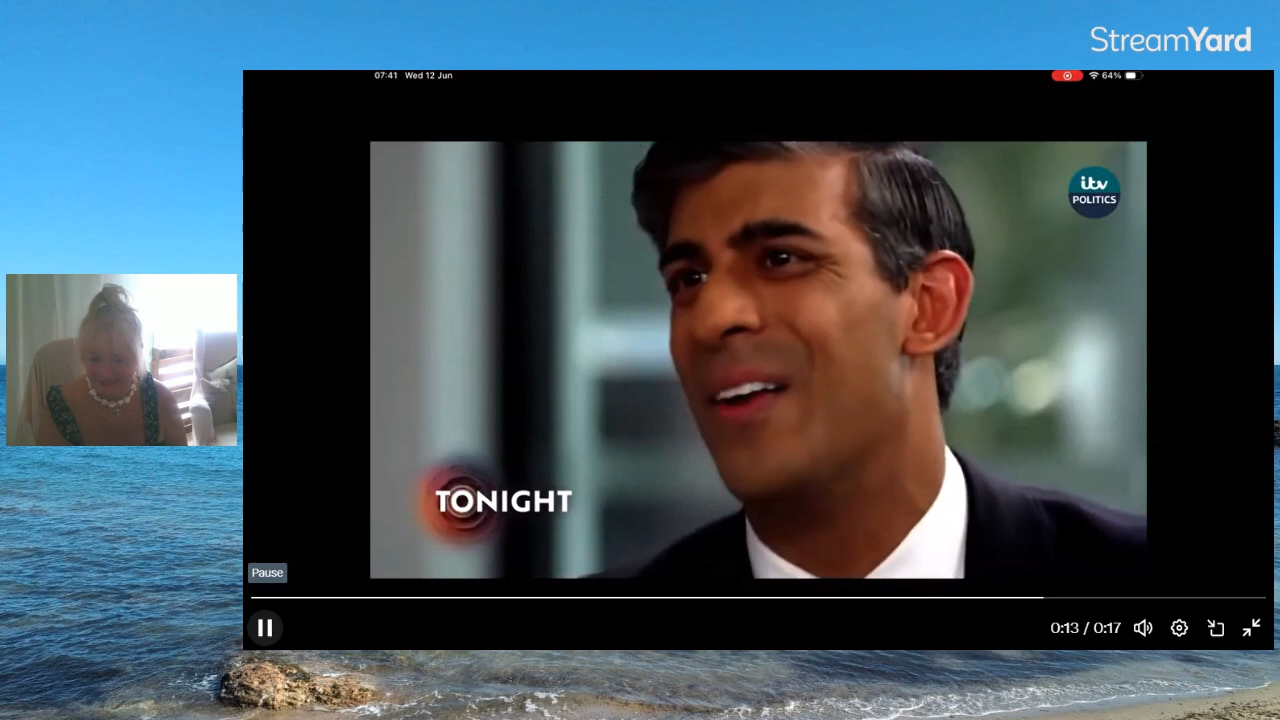 StreamYard
07:41 Wed 12 Jun
64%
itv
POLITICS
TONIGHT
Pause
0:13 / 0:17